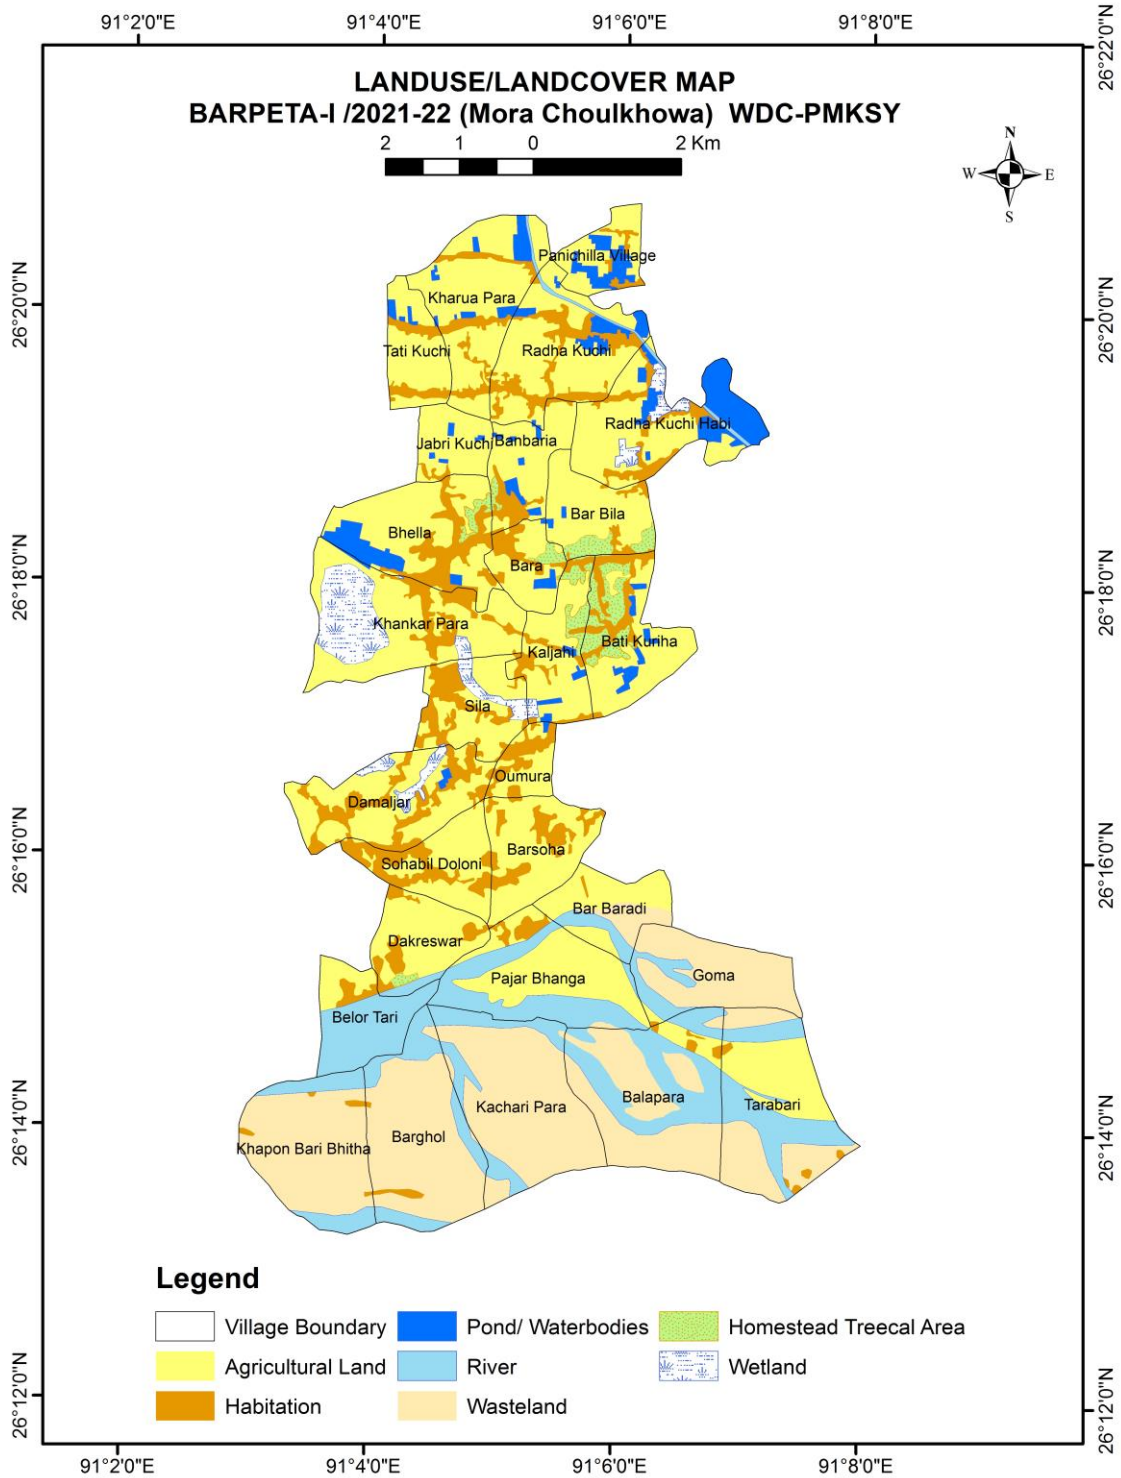 91°2'0"E 91°4'0"E 91°6'0"E 91°8'0"E
26°22'0"N
LANDUSE/LANDCOVER MAP
BARPETA-I /2021-22 (Mora Choulkhowa) WDC-PMKSY
2 1 0 2 Km
N
W E
S
Panichilla Village
26°20'0"N
Kharua Para
26°20'0"N
Tati Kuchi
Radha Kuchi
Radha Kuchi Habi
Jabri Kuchi
Banbaria
Bar Bila
Bhella
Bara
26°18'0"N
26°18'0"N
Khankar Para
Bati Kuriha
Kaljahi
Sila
Oumura
Damaljar
Barsoha
Sohabil Doloni
26°16'0"N
26°16'0"N
Bar Baradi
Dakreswar
Goma
Pajar Bhanga
Belor Tari
Balapara
Tarabari
Kachari Para
26°14'0"N
26°14'0"N
Barghol
Khapon Bari Bhitha
Legend
Village Boundary Pond/ Waterbodies Homestead Treecal Area
Agricultural Land River Wetland
Habitation Wasteland
26°12'0"N
26°12'0"N
91°2'0"E 91°4'0"E 91°6'0"E 91°8'0"E